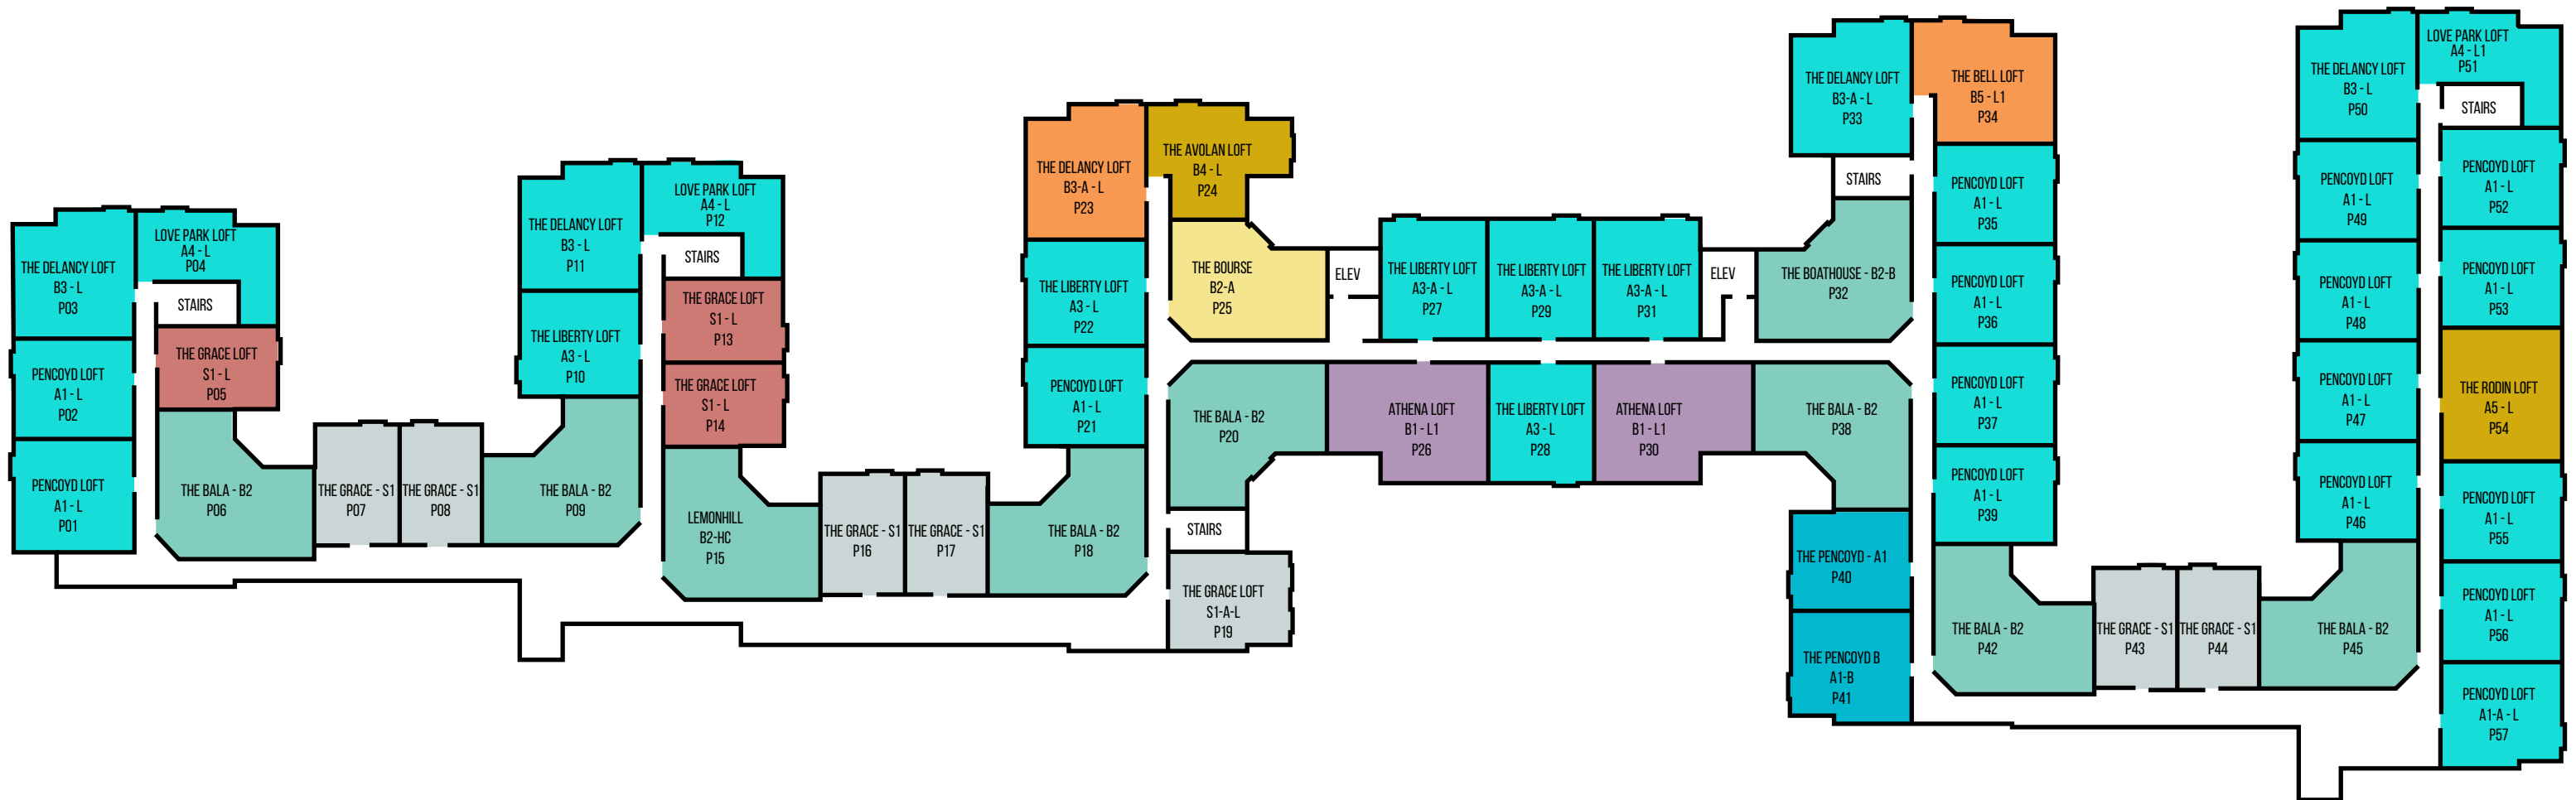 THE DELANCY LOFT
B3 - L
P03
LOVE PARK LOFT
A4 - L
P04
STAIRS
PENCOYD LOFT
A1 - L
P02
THE GRACE LOFT
S1 - L
P05
PENCOYD LOFT
A1 - L
P01
THE BALA - B2
P06
THE GRACE - S1
P07
THE GRACE - S1
P08
THE BALA - B2
P09
THE LIBERTY LOFT
A3 - L
P10
THE DELANCY LOFT
B3 - L
P11
LOVE PARK LOFT
A4 - L
P12
STAIRS
THE GRACE LOFT
S1 - L
P13
THE GRACE LOFT
S1 - L
P14
LEMONHILL
B2-HC
P15
THE GRACE - S1
P16
THE GRACE - S1
P17
THE BALA - B2
P18
PENCOYD LOFT
A1 - L
P21
THE LIBERTY LOFT
A3 - L
P22
THE DELANCY LOFT
B3-A - L
P23
THE AVOLAN LOFT
B4 - L
P24
THE BOURSE
B2-A
P25
ELEV
THE BALA - B2
P20
STAIRS
THE GRACE LOFT
S1-A-L
P19
THE LIBERTY LOFT
A3-A - L
P27
THE LIBERTY LOFT
A3-A - L
P29
THE LIBERTY LOFT
A3-A - L
P31
ELEV
ATHENA LOFT
B1 - L1
P26
THE LIBERTY LOFT
A3 - L
P28
ATHENA LOFT
B1 - L1
P30
THE BOATHOUSE - B2-B
P32
STAIRS
THE DELANCY LOFT
B3-A - L
P33
THE BELL LOFT
B5 - L1
P34
PENCOYD LOFT
A1 - L
P35
PENCOYD LOFT
A1 - L
P36
PENCOYD LOFT
A1 - L
P37
THE BALA - B2
P38
PENCOYD LOFT
A1 - L
P39
THE PENCOYD - A1
P40
THE PENCOYD B
A1-B
P41
THE BALA - B2
P42
THE GRACE - S1
P43
THE GRACE - S1
P44
THE BALA - B2
P45
PENCOYD LOFT
A1 - L
P46
PENCOYD LOFT
A1 - L
P47
PENCOYD LOFT
A1 - L
P48
PENCOYD LOFT
A1 - L
P49
THE DELANCY LOFT
B3 - L
P50
LOVE PARK LOFT
A4 - L1
P51
STAIRS
PENCOYD LOFT
A1 - L
P52
PENCOYD LOFT
A1 - L
P53
THE RODIN LOFT
A5 - L
P54
PENCOYD LOFT
A1 - L
P55
PENCOYD LOFT
A1 - L
P56
PENCOYD LOFT
A1-A - L
P57